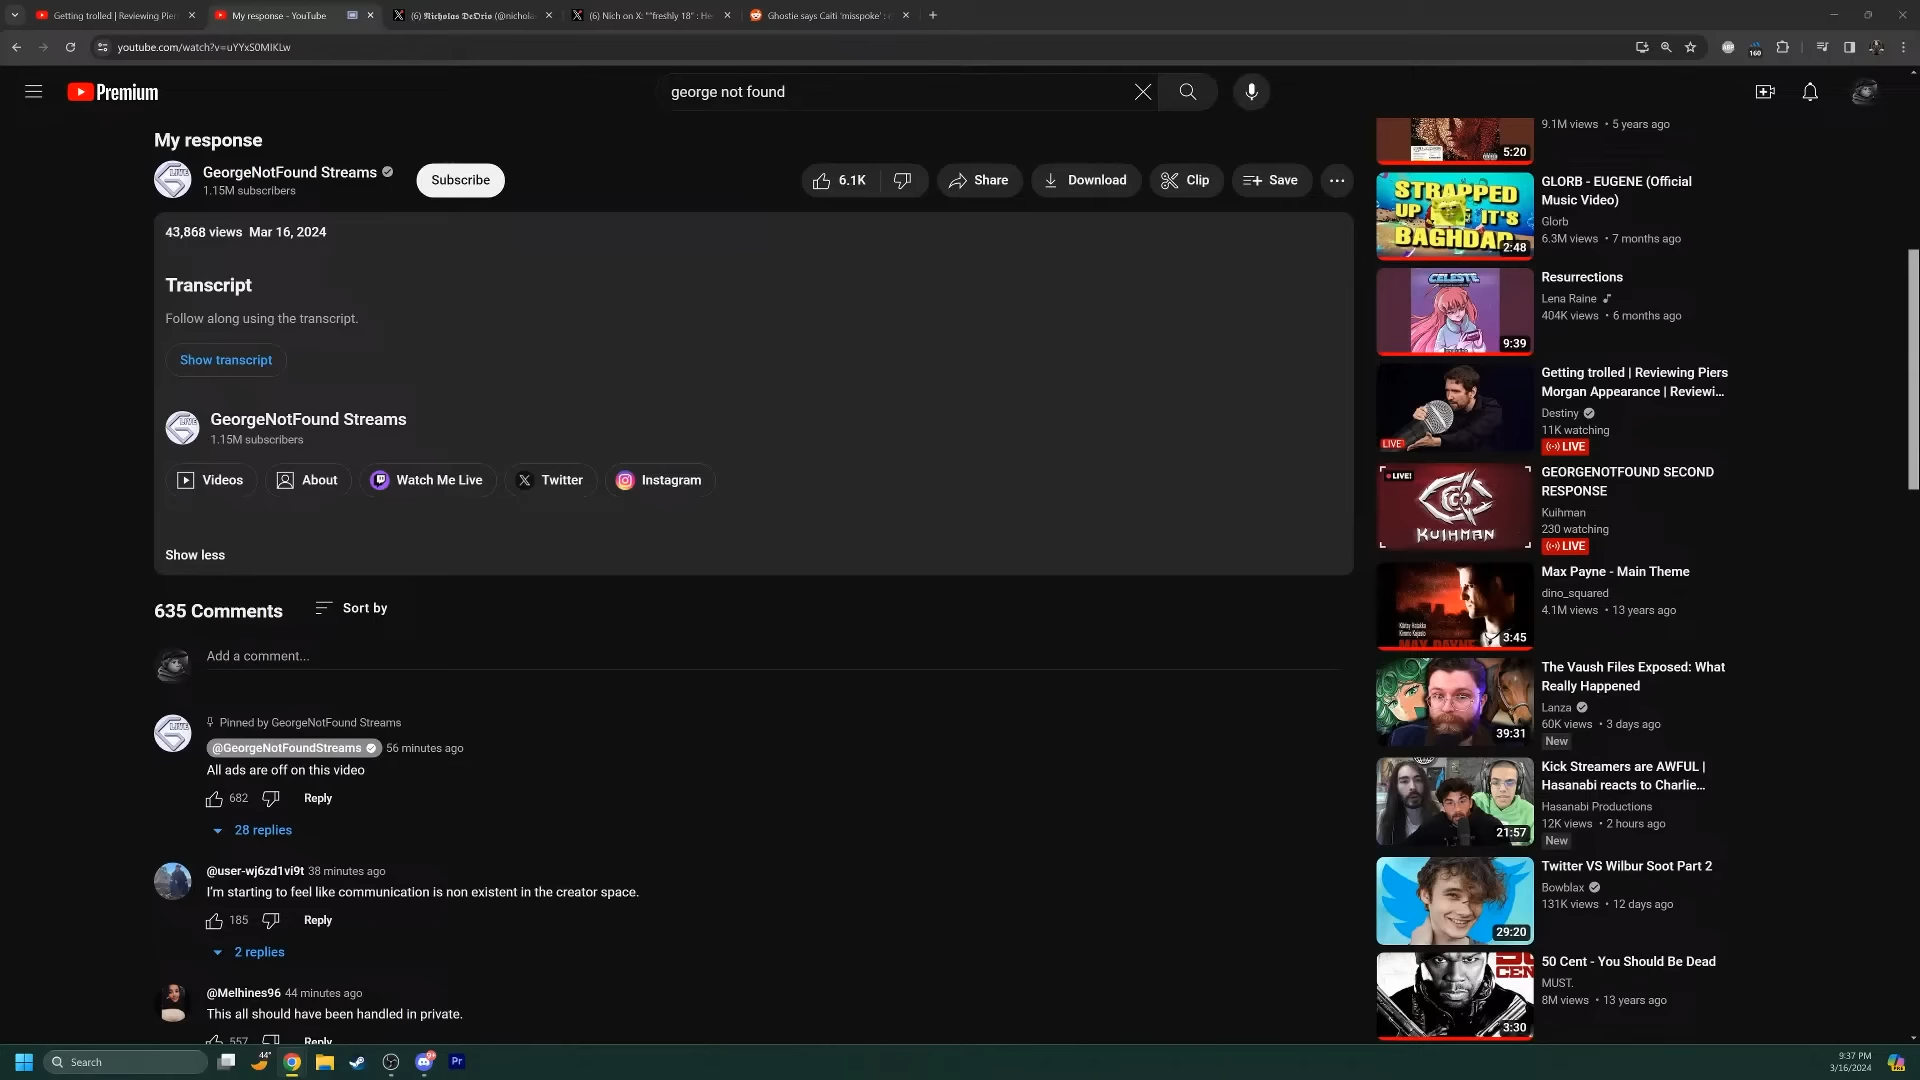 Getting trolled | Reviewing Pier
My response - YouTube
(6) 𝕹𝖎𝖈𝖍𝖔𝖑𝖆𝖘 𝕯𝖊𝕺𝖗𝖎𝖔 (@nichola
(6) Nich on X: "“freshly 18” : He
Ghostie says Caiti 'misspoke' :
youtube.com/watch?v=uYYxS0MlKLw
160
Premium
george not found
My response
GeorgeNotFound Streams
1.15M subscribers
Subscribe
6.1K
Share
Download
Clip
Save
43,868 views Mar 16, 2024
Transcript
Follow along using the transcript.
Show transcript
GeorgeNotFound Streams
1.15M subscribers
Videos
About
Watch Me Live
Twitter
Instagram
Show less
635 Comments
Sort by
Add a comment...
Pinned by GeorgeNotFound Streams
@GeorgeNotFoundStreams 56 minutes ago
All ads are off on this video
682
Reply
28 replies
@user-wj6zd1vi9t 38 minutes ago
I'm starting to feel like communication is non existent in the creator space.
185
Reply
2 replies
@Melhines96 44 minutes ago
This all should have been handled in private.
557
Reply
9.1M views • 5 years ago
5:20
STRAPPED
UP IT'S
BAGHDAD
2:48
GLORB - EUGENE (Official
Music Video)
Glorb
6.3M views • 7 months ago
CELESTE
9:39
Resurrections
Lena Raine
404K views • 6 months ago
LIVE
Getting trolled | Reviewing Piers
Morgan Appearance | Reviewi...
Destiny
11K watching
LIVE
LIVE!
KUIHMAN
GEORGENOTFOUND SECOND
RESPONSE
Kuihman
230 watching
LIVE
MAX PAYNE
3:45
Max Payne - Main Theme
dino_squared
4.1M views • 13 years ago
39:31
The Vaush Files Exposed: What
Really Happened
Lanza
60K views • 3 days ago
New
21:57
Kick Streamers are AWFUL |
Hasanabi reacts to Charlie...
Hasanabi Productions
12K views • 2 hours ago
New
29:20
Twitter VS Wilbur Soot Part 2
Bowblax
131K views • 12 days ago
50
CEN
3:30
50 Cent - You Should Be Dead
MUST.
8M views • 13 years ago
Search
44°
Pr
9:37 PM
3/16/2024